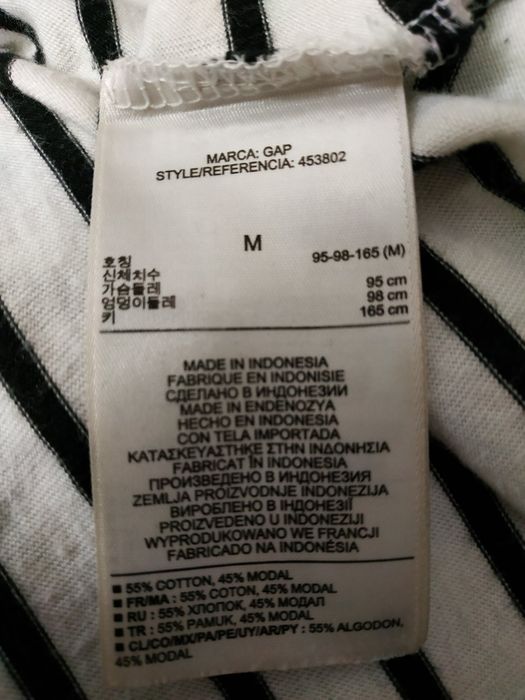 MARCA: GAP
STYLE/REFERENCIA: 453802
M
호칭 95-98-165 (M)
신체치수
가슴둘레 95 cm
엉덩이둘레 98 cm
키 165 cm
MADE IN INDONESIA
FABRIQUE EN INDONISIE
СДЕЛАНО В ИНДОНЕЗИИ
MADE IN ENDENOZYA
HECHO EN INDONESIA
CON TELA IMPORTADA
ΚΑΤΑΣΚΕΥΑΣΤΗΚΕ ΣΤΗΝ ΙΝΔΟΝΗΣΙΑ
FABRICAT ÎN INDONESIA
ПРОИЗВЕДЕНО В ИНДОНЕЗИЯ
ZEMLJA PROIZVODNJE INDONEZIJA
ВИРОБЛЕНО В ІНДОНЕЗІЇ
PROIZVEDENO U INDONEZIJI
WYPRODUKOWANO WE FRANCJI
FABRICADO NA INDONÉSIA
■ 55% COTTON, 45% MODAL
■ FR/MA : 55% COTON, 45% MODAL
■ RU : 55% ХЛОПОК, 45% МОДАЛ
■ TR : 55% PAMUK, 45% MODAL
■ CL/CO/MX/PA/PE/UY/AR/PY : 55% ALGODON,
45% MODAL